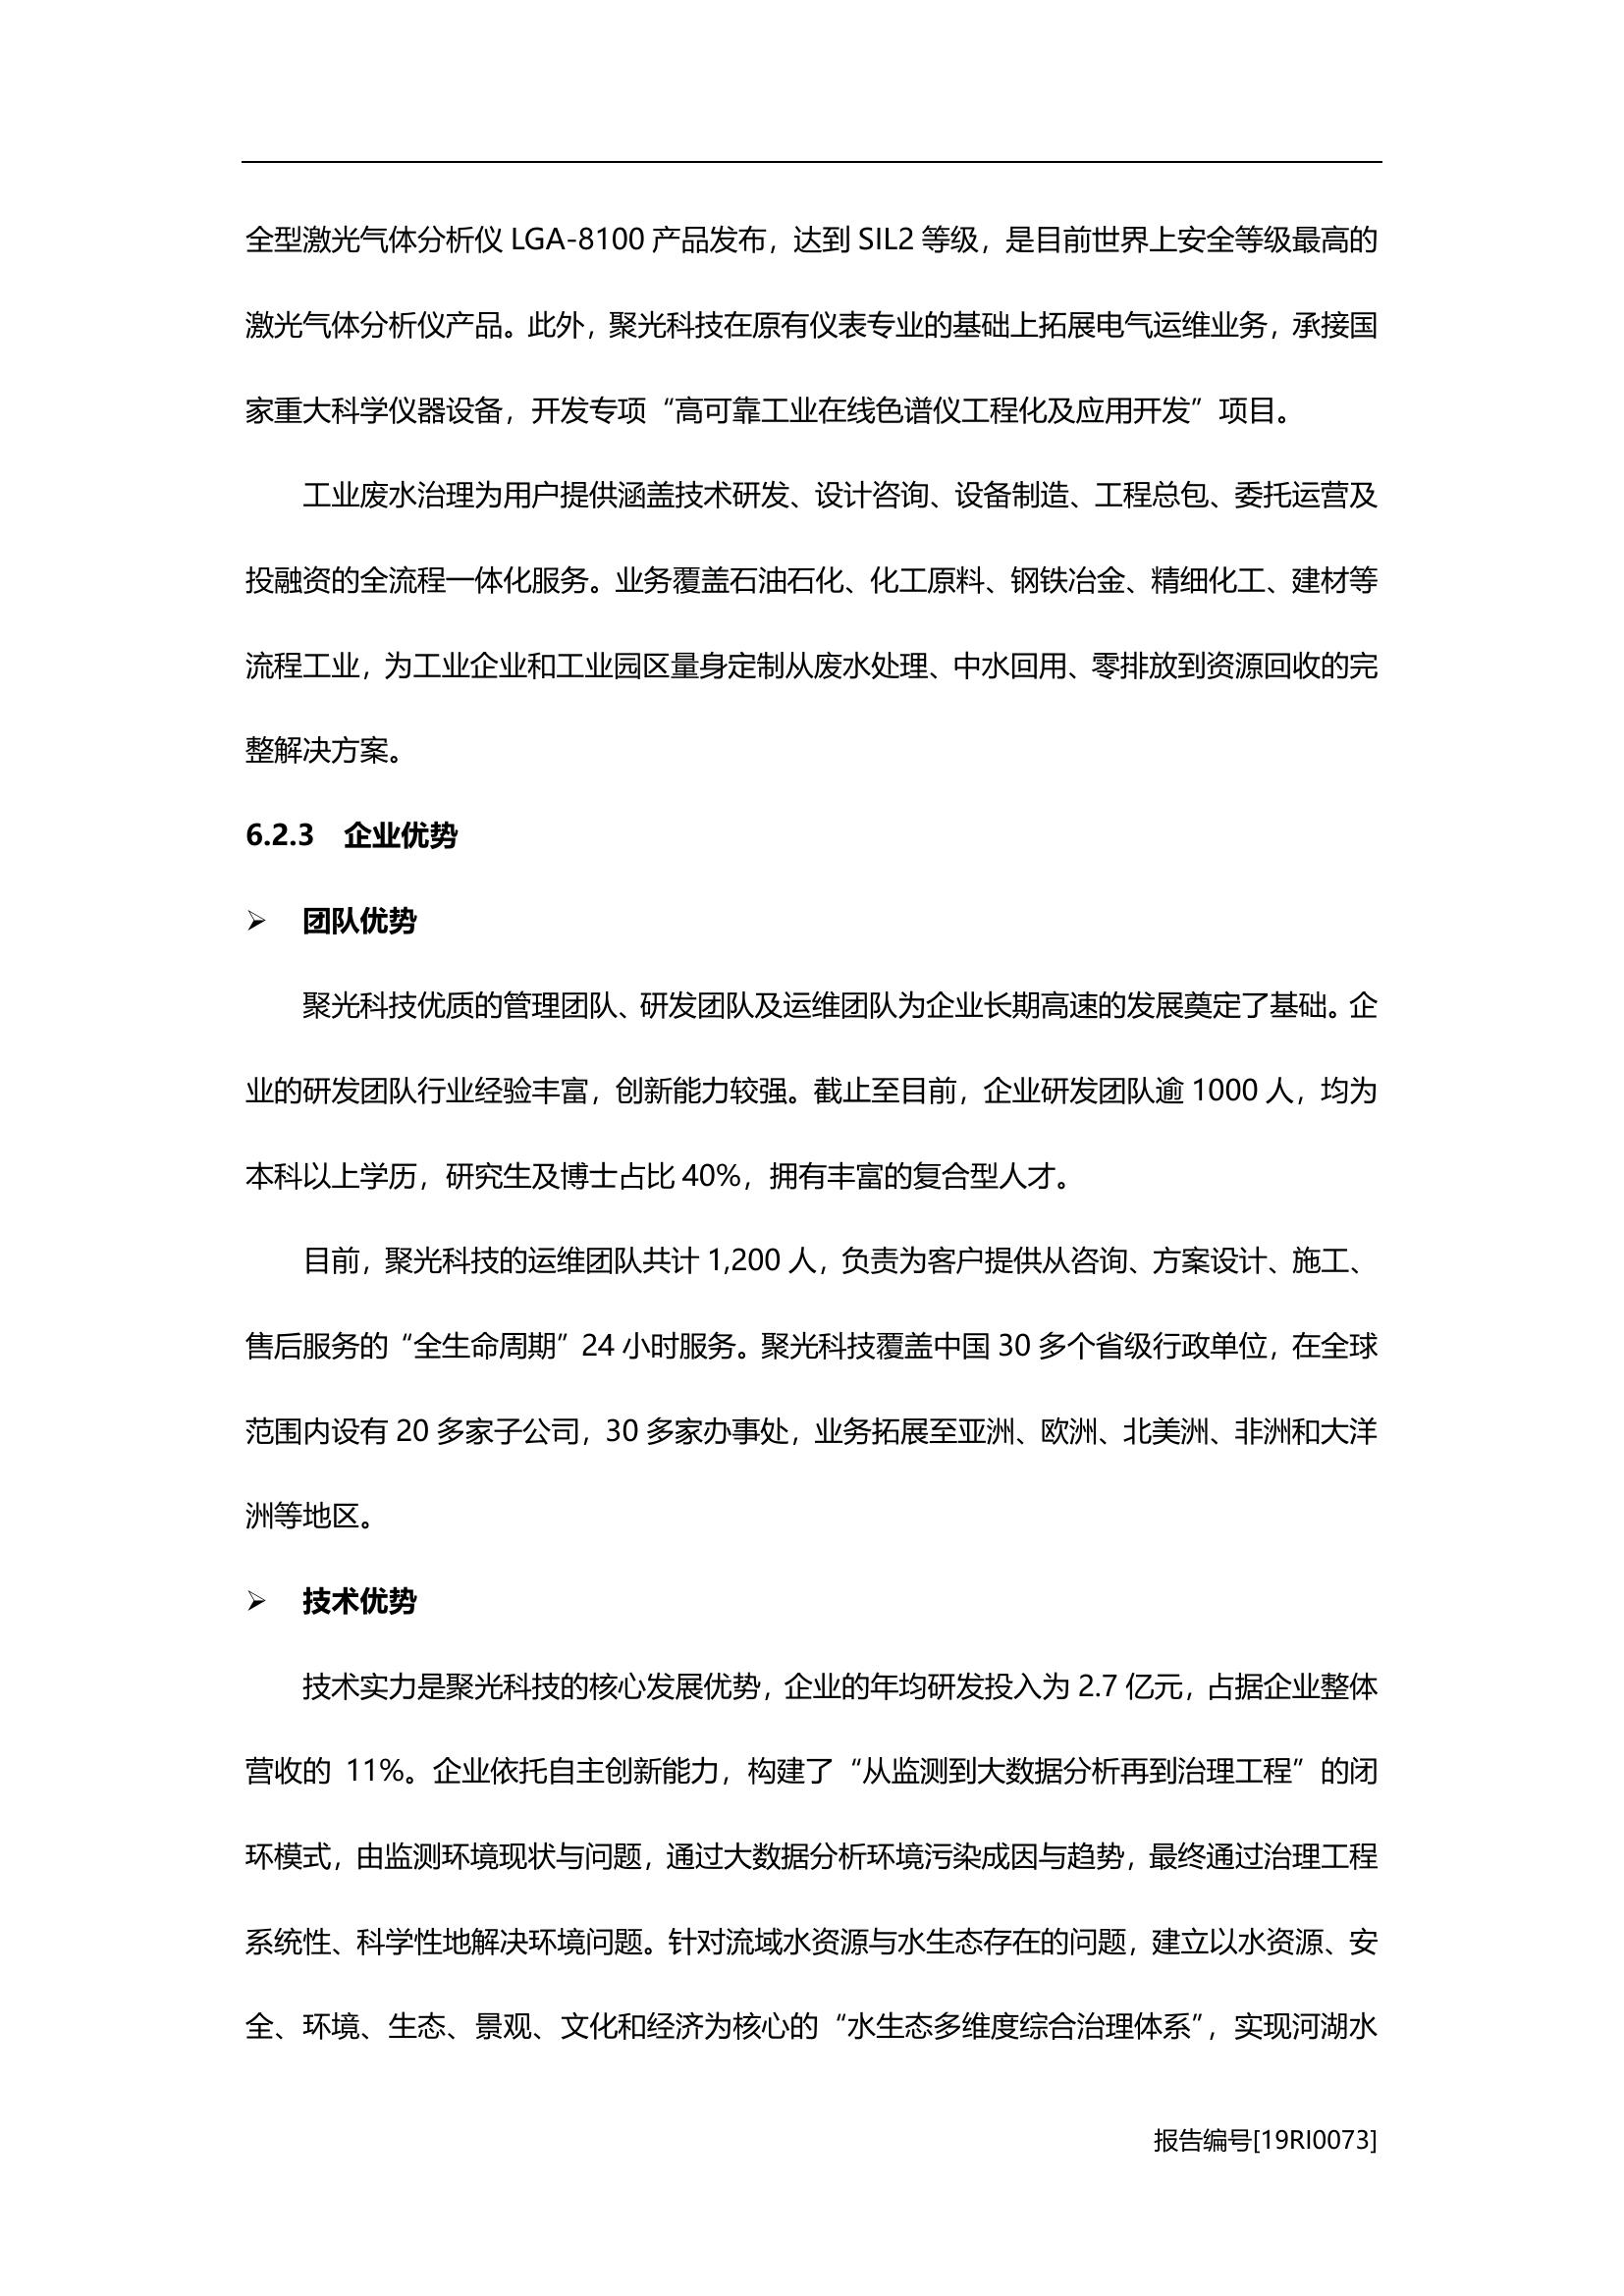 全型激光气体分析仪 LGA-8100 产品发布，达到 SIL2 等级，是目前世界上安全等级最高的
激光气体分析仪产品。此外，聚光科技在原有仪表专业的基础上拓展电气运维业务，承接国
家重大科学仪器设备，开发专项“高可靠工业在线色谱仪工程化及应用开发”项目。
工业废水治理为用户提供涵盖技术研发、设计咨询、设备制造、工程总包、委托运营及
投融资的全流程一体化服务。业务覆盖石油石化、化工原料、钢铁冶金、精细化工、建材等
流程工业，为工业企业和工业园区量身定制从废水处理、中水回用、零排放到资源回收的完
整解决方案。
6.2.3 企业优势
➢ 团队优势
聚光科技优质的管理团队、研发团队及运维团队为企业长期高速的发展奠定了基础。企
业的研发团队行业经验丰富，创新能力较强。截止至目前，企业研发团队逾 1000 人，均为
本科以上学历，研究生及博士占比 40%，拥有丰富的复合型人才。
目前，聚光科技的运维团队共计 1,200 人，负责为客户提供从咨询、方案设计、施工、
售后服务的“全生命周期”24 小时服务。聚光科技覆盖中国 30 多个省级行政单位，在全球
范围内设有 20 多家子公司，30 多家办事处，业务拓展至亚洲、欧洲、北美洲、非洲和大洋
洲等地区。
➢ 技术优势
技术实力是聚光科技的核心发展优势，企业的年均研发投入为 2.7 亿元，占据企业整体
营收的 11%。企业依托自主创新能力，构建了“从监测到大数据分析再到治理工程”的闭
环模式，由监测环境现状与问题，通过大数据分析环境污染成因与趋势，最终通过治理工程
系统性、科学性地解决环境问题。针对流域水资源与水生态存在的问题，建立以水资源、安
全、环境、生态、景观、文化和经济为核心的“水生态多维度综合治理体系”，实现河湖水
报告编号[19RI0073]